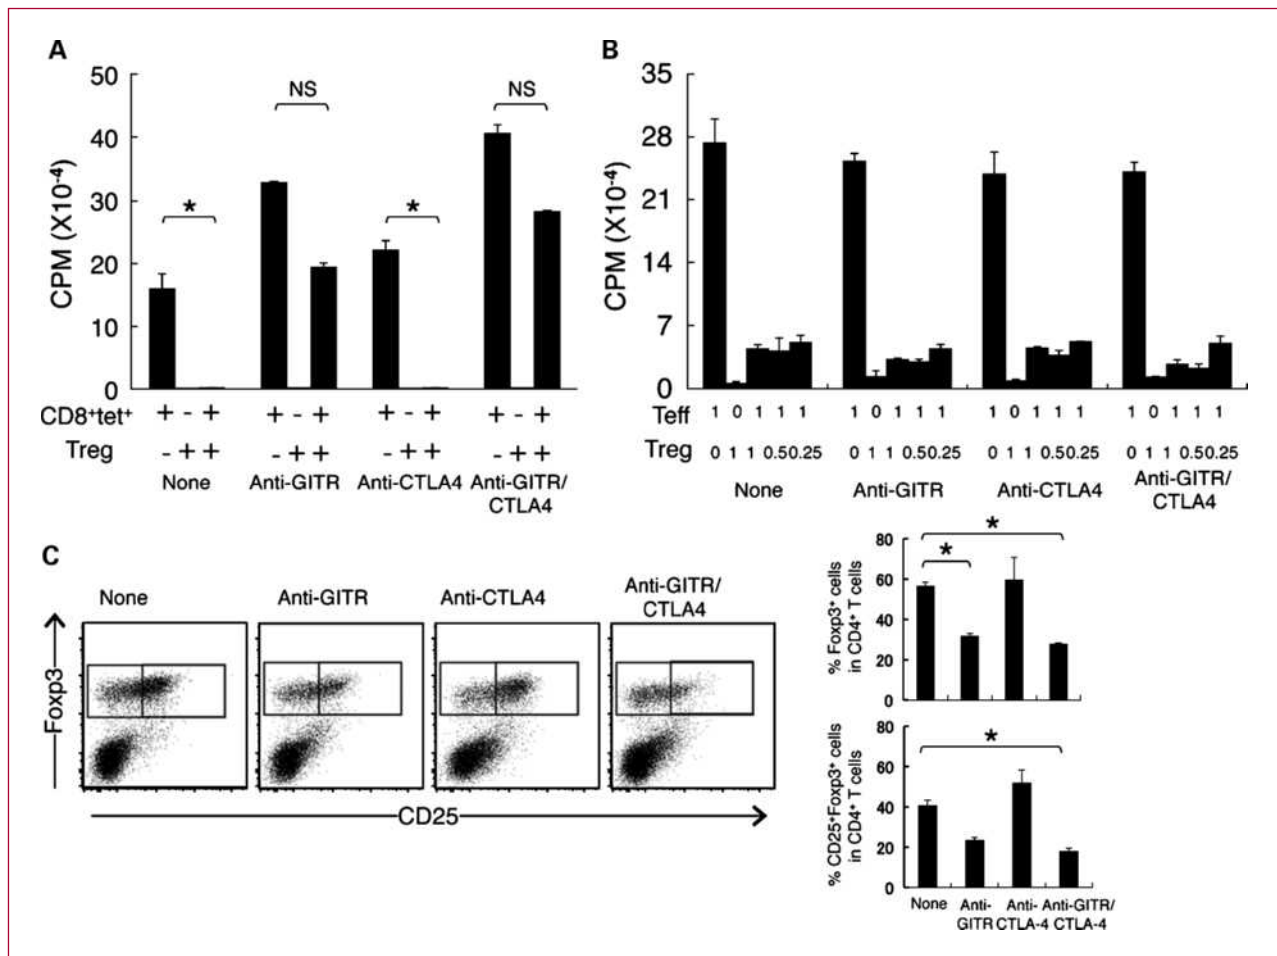 A
50
40
30
20
10
0
CPM (X10⁻⁴)
NS
NS
*
*
CD8⁺tet⁺ + - + + - + + - + + - +
Treg - + + - + + - + + - + +
None Anti-GITR Anti-CTLA4 Anti-GITR/
CTLA4
B
35
28
21
14
7
0
CPM (X10⁻⁴)
Teff 1 0 1 1 1 1 0 1 1 1 1 0 1 1 1 1 0 1 1 1
Treg 0 1 1 0.5 0.25 0 1 1 0.5 0.25 0 1 1 0.5 0.25 0 1 1 0.5 0.25
None Anti-GITR Anti-CTLA4 Anti-GITR/
CTLA4
C
None Anti-GITR Anti-CTLA4 Anti-GITR/
CTLA4
Foxp3
CD25
% Foxp3⁺ cells
in CD4⁺ T cells
80
60
40
20
0
*
*
% CD25⁺Foxp3⁺ cells
in CD4⁺ T cells
80
60
40
20
0
*
None Anti- Anti- Anti-GITR/
GITR CTLA-4 CTLA-4